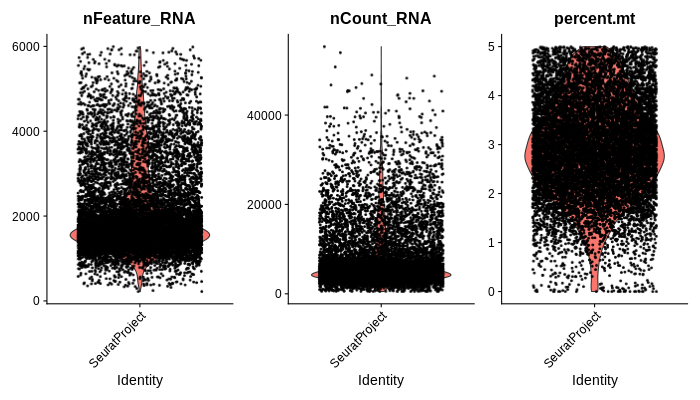 nFeature_RNA
6000
4000
2000
0
SeuratProject
Identity
nCount_RNA
40000
20000
0
SeuratProject
Identity
percent.mt
5
4
3
2
1
0
SeuratProject
Identity